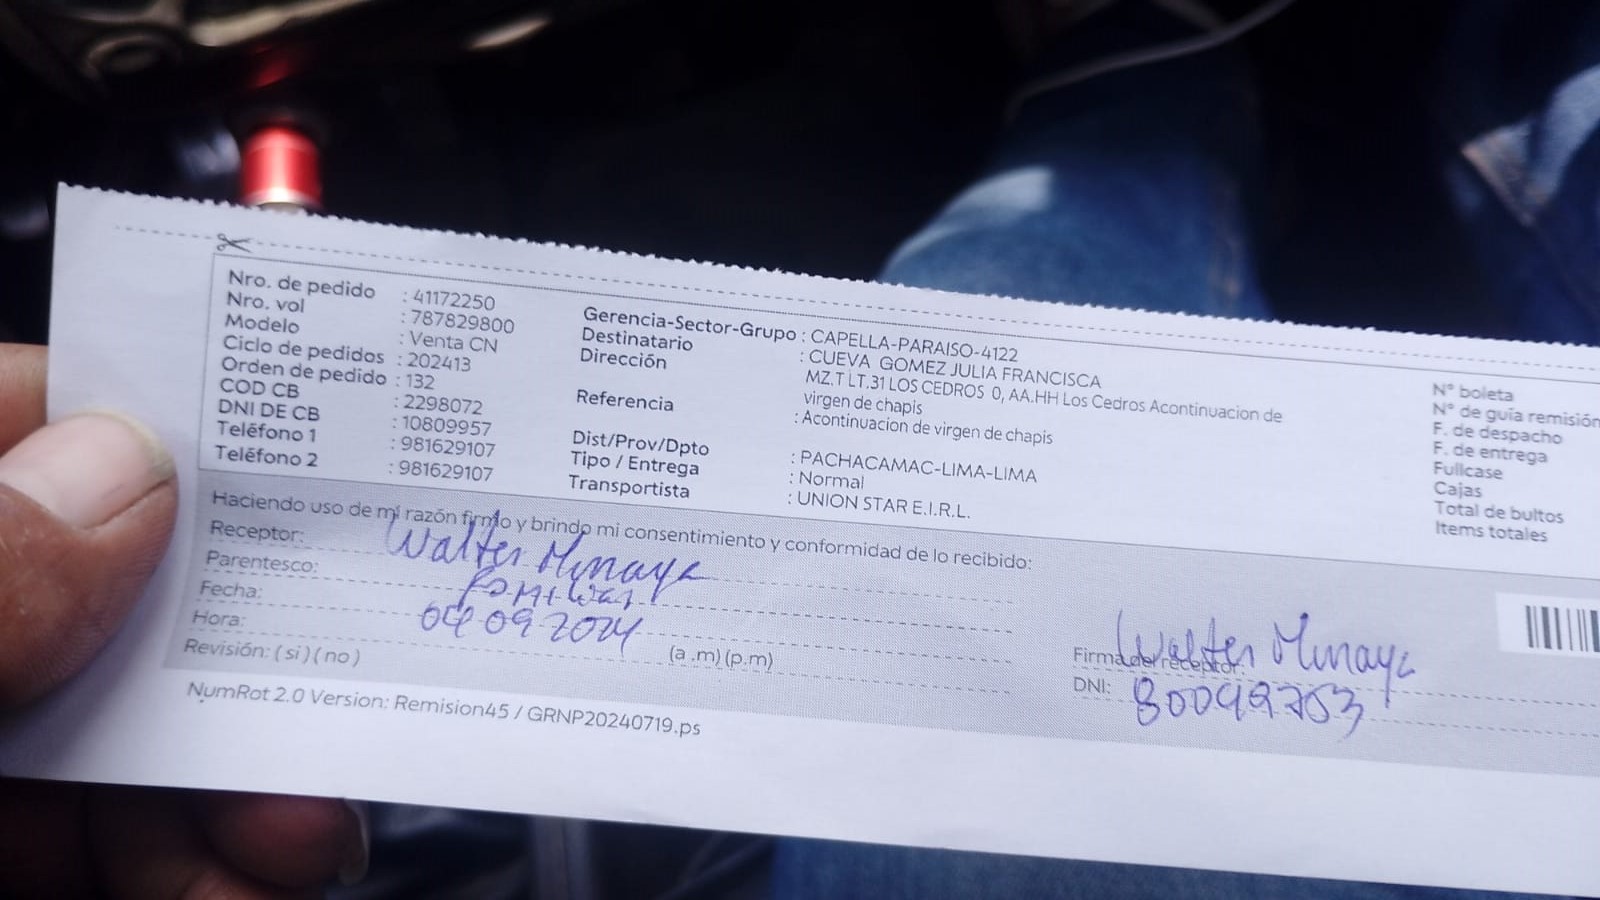 Nro. de pedido : 41172250
Nro. vol : 787829800
Modelo : Venta CN
Ciclo de pedidos : 202413
Orden de pedido : 132
COD CB : 2298072
DNI DE CB : 10809957
Teléfono 1 : 981629107
Teléfono 2 : 981629107
Gerencia-Sector-Grupo : CAPELLA-PARAISO-4122
Destinatario : CUEVA GOMEZ JULIA FRANCISCA
Dirección MZ.T LT.31 LOS CEDROS 0, AA.HH Los Cedros Acontinuacion de
virgen de chapis
Referencia : Acontinuacion de virgen de chapis
Dist/Prov/Dpto : PACHACAMAC-LIMA-LIMA
Tipo / Entrega : Normal
Transportista : UNION STAR E.I.R.L.
N° boleta
N° de guía remisión
F. de despacho
F. de entrega
Fullcase
Cajas
Total de bultos
Items totales
Haciendo uso de mi razón firmo y brindo mi consentimiento y conformidad de lo recibido:
Receptor: Walter Minaya
Parentesco:
Fecha: 04 09 2024
Hora: (a .m) (p.m)
Revisión: ( si ) ( no )
Firma del receptor: Walter Minaya
DNI: 80099753
NumRot 2.0 Version: Remision45 / GRNP20240719.ps